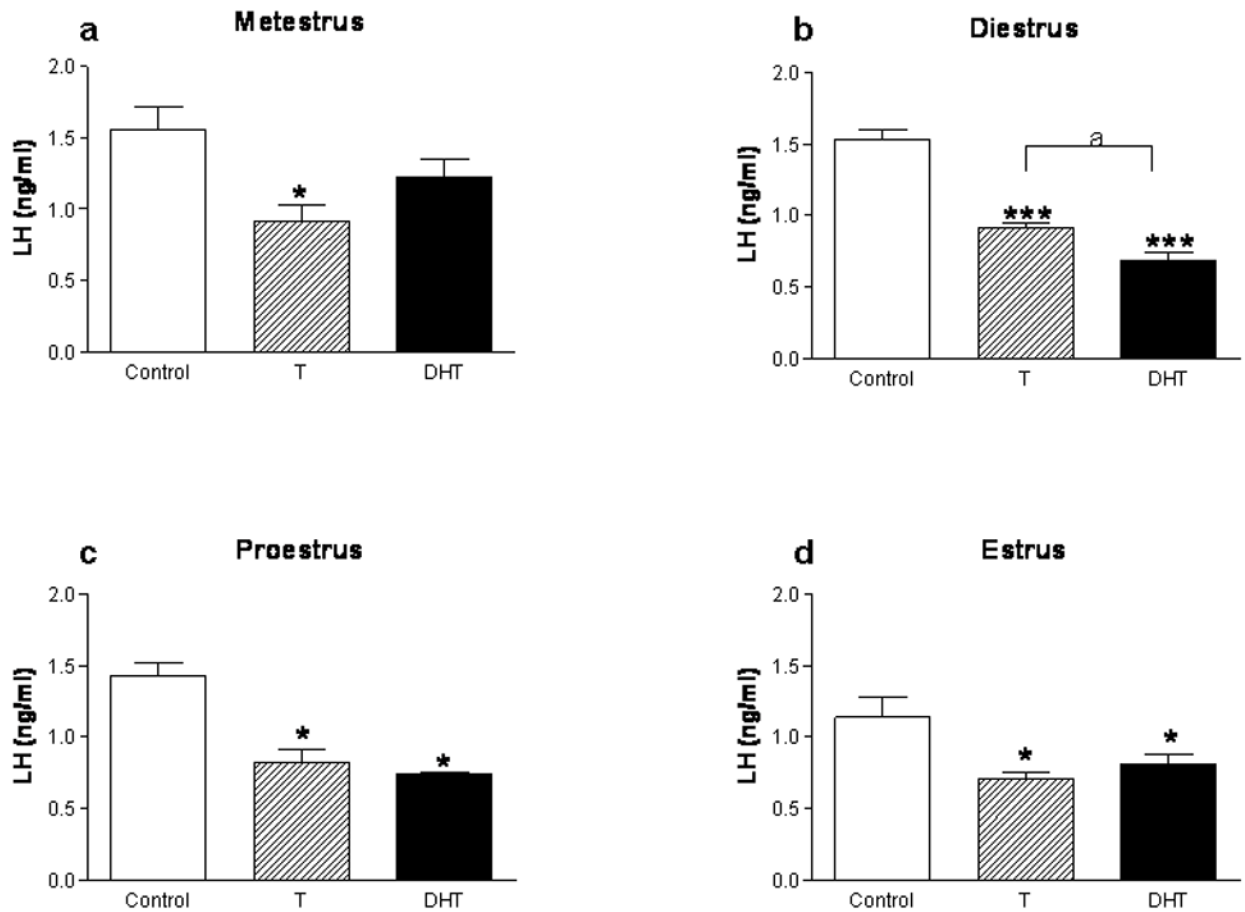 a
Metestrus
2.0
1.5
1.0
0.5
0.0
LH (ng/ml)
*
Control
T
DHT
b
Diestrus
2.0
1.5
1.0
0.5
0.0
LH (ng/ml)
a
***
***
Control
T
DHT
c
Proestrus
2.0
1.5
1.0
0.5
0.0
LH (ng/ml)
*
*
Control
T
DHT
d
Estrus
2.0
1.5
1.0
0.5
0.0
LH (ng/ml)
*
*
Control
T
DHT